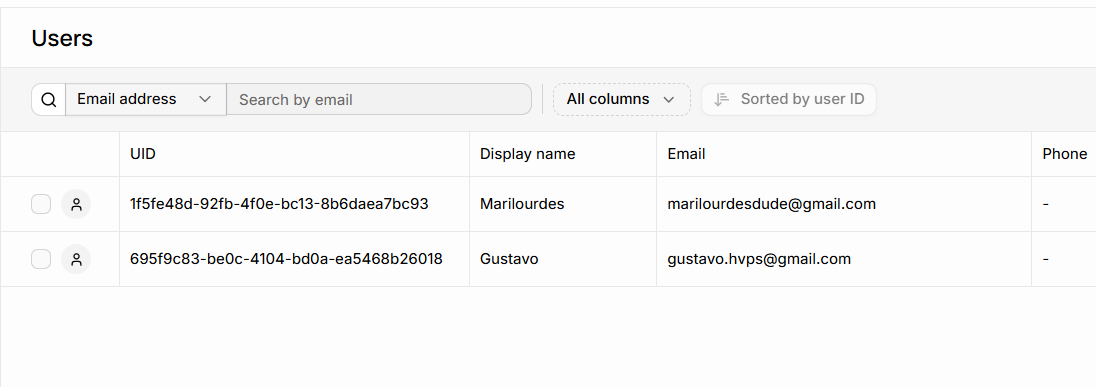 Users
Email address Search by email All columns Sorted by user ID
UID Display name Email Phone
1f5fe48d-92fb-4f0e-bc13-8b6daea7bc93 Marilourdes marilourdesdude@gmail.com -
695f9c83-be0c-4104-bd0a-ea5468b26018 Gustavo gustavo.hvps@gmail.com -